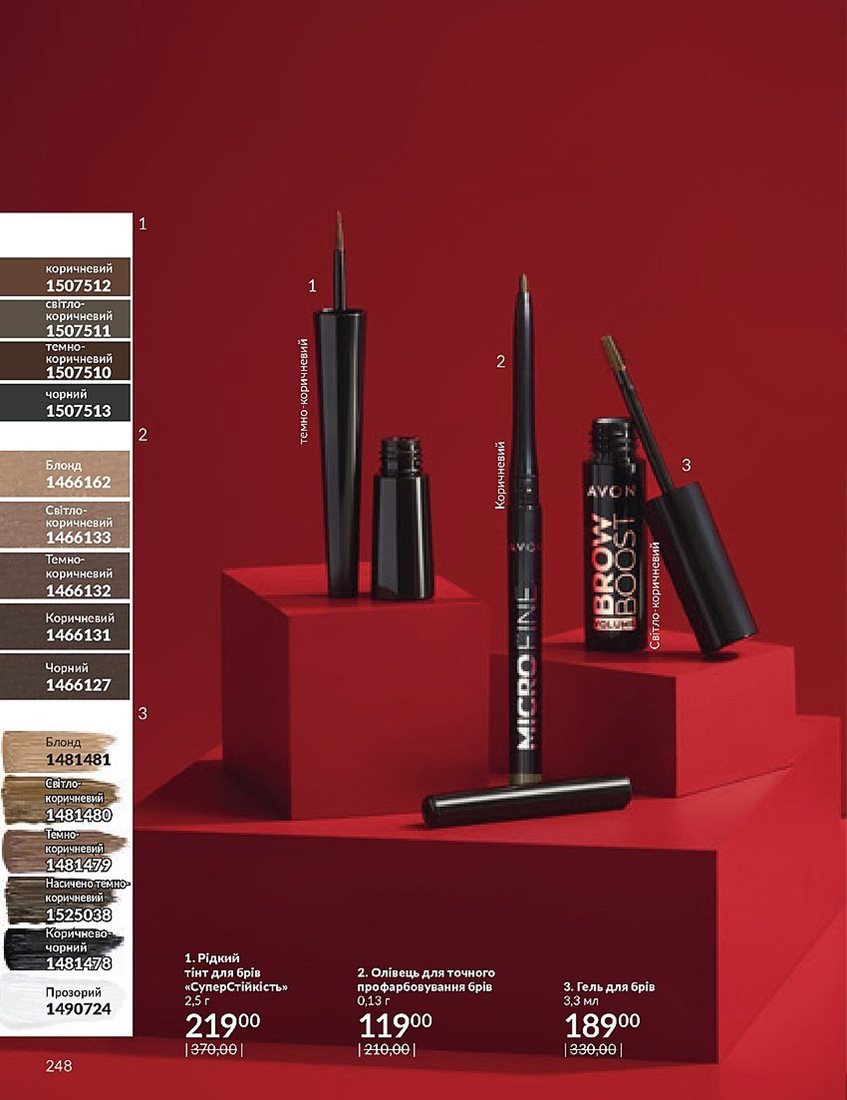 1
коричневий
1507512
світло-
коричневий
1507511
темно-
коричневий
1507510
чорний
1507513
2
Блонд
1466162
Світло-
коричневий
1466133
Темно-
коричневий
1466132
Коричневий
1466131
Чорний
1466127
3
Блонд
1481481
Світло-
коричневий
1481480
Темно-
коричневий
1481479
Насичено темно-
коричневий
1525038
Коричнево-
чорний
1481478
Прозорий
1490724
1
темно-коричневий
2
Коричневий
AVON
MICROFINE
3
AVON
BROW
BOOST
VOLUME
Світло-коричневий
1. Рідкий
тінт для брів
«СуперСтійкість»
2,5 г
219⁰⁰
|370,00|
2. Олівець для точного
профарбовування брів
0,13 г
119⁰⁰
|210,00|
3. Гель для брів
3,3 мл
189⁰⁰
|330,00|
248